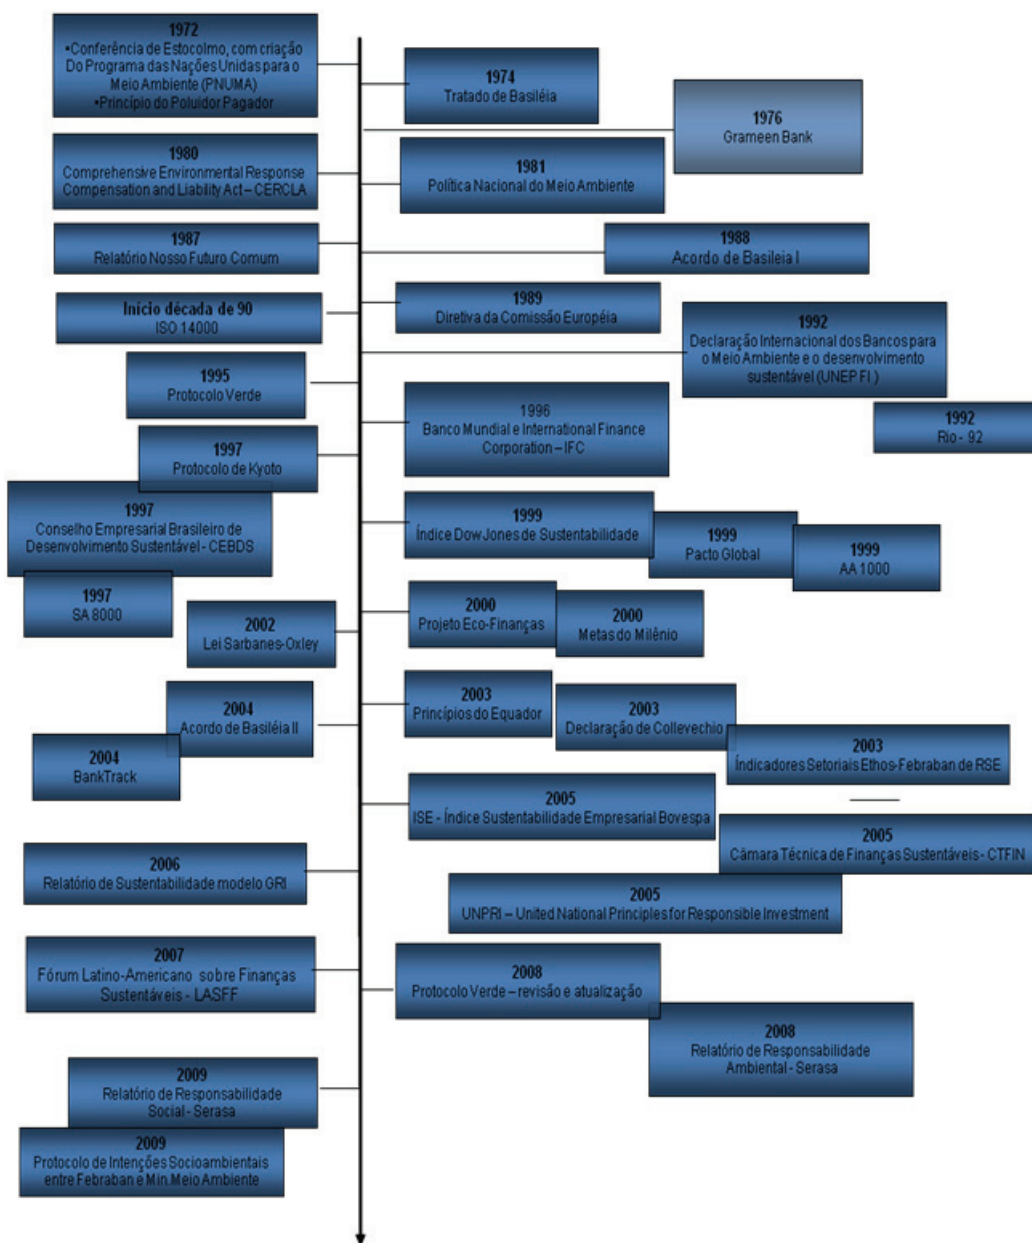 1972
•Conferência de Estocolmo, com criação
Do Programa das Nações Unidas para o
Meio Ambiente (PNUMA)
•Princípio do Poluidor Pagador
1974
Tratado de Basiléia
1976
Grameen Bank
1980
Comprehensive Environmental Response
Compensation and Liability Act – CERCLA
1981
Política Nacional do Meio Ambiente
1987
Relatório Nosso Futuro Comum
1988
Acordo de Basileia I
Início década de 90
ISO 14000
1989
Diretiva da Comissão Européia
1992
Declaração Internacional dos Bancos para
o Meio Ambiente e o desenvolvimento
sustentável (UNEP FI )
1995
Protocolo Verde
1996
Banco Mundial e International Finance
Corporation – IFC
1992
Rio - 92
1997
Protocolo de Kyoto
1997
Conselho Empresarial Brasileiro de
Desenvolvimento Sustentável - CEBDS
1999
Índice Dow Jones de Sustentabilidade
1999
Pacto Global
1999
AA 1000
1997
SA 8000
2002
Lei Sarbanes-Oxley
2000
Projeto Eco-Finanças
2000
Metas do Milênio
2003
Princípios do Equador
2003
Declaração de Collevechio
2003
Índicadores Setoriais Ethos-Febraban de RSE
2004
Acordo de Basiléia II
2004
BankTrack
2005
ISE - Índice Sustentabilidade Empresarial Bovespa
2005
Câmara Técnica de Finanças Sustentáveis - CTFIN
2006
Relatório de Sustentabilidade modelo GRI
2005
UNPRI – United National Principles for Responsible Investment
2007
Fórum Latino-Americano sobre Finanças
Sustentáveis - LASFF
2008
Protocolo Verde – revisão e atualização
2008
Relatório de Responsabilidade
Ambiental - Serasa
2009
Relatório de Responsabilidade
Social - Serasa
2009
Protocolo de Intenções Socioambientais
entre Febraban e Min.Meio Ambiente